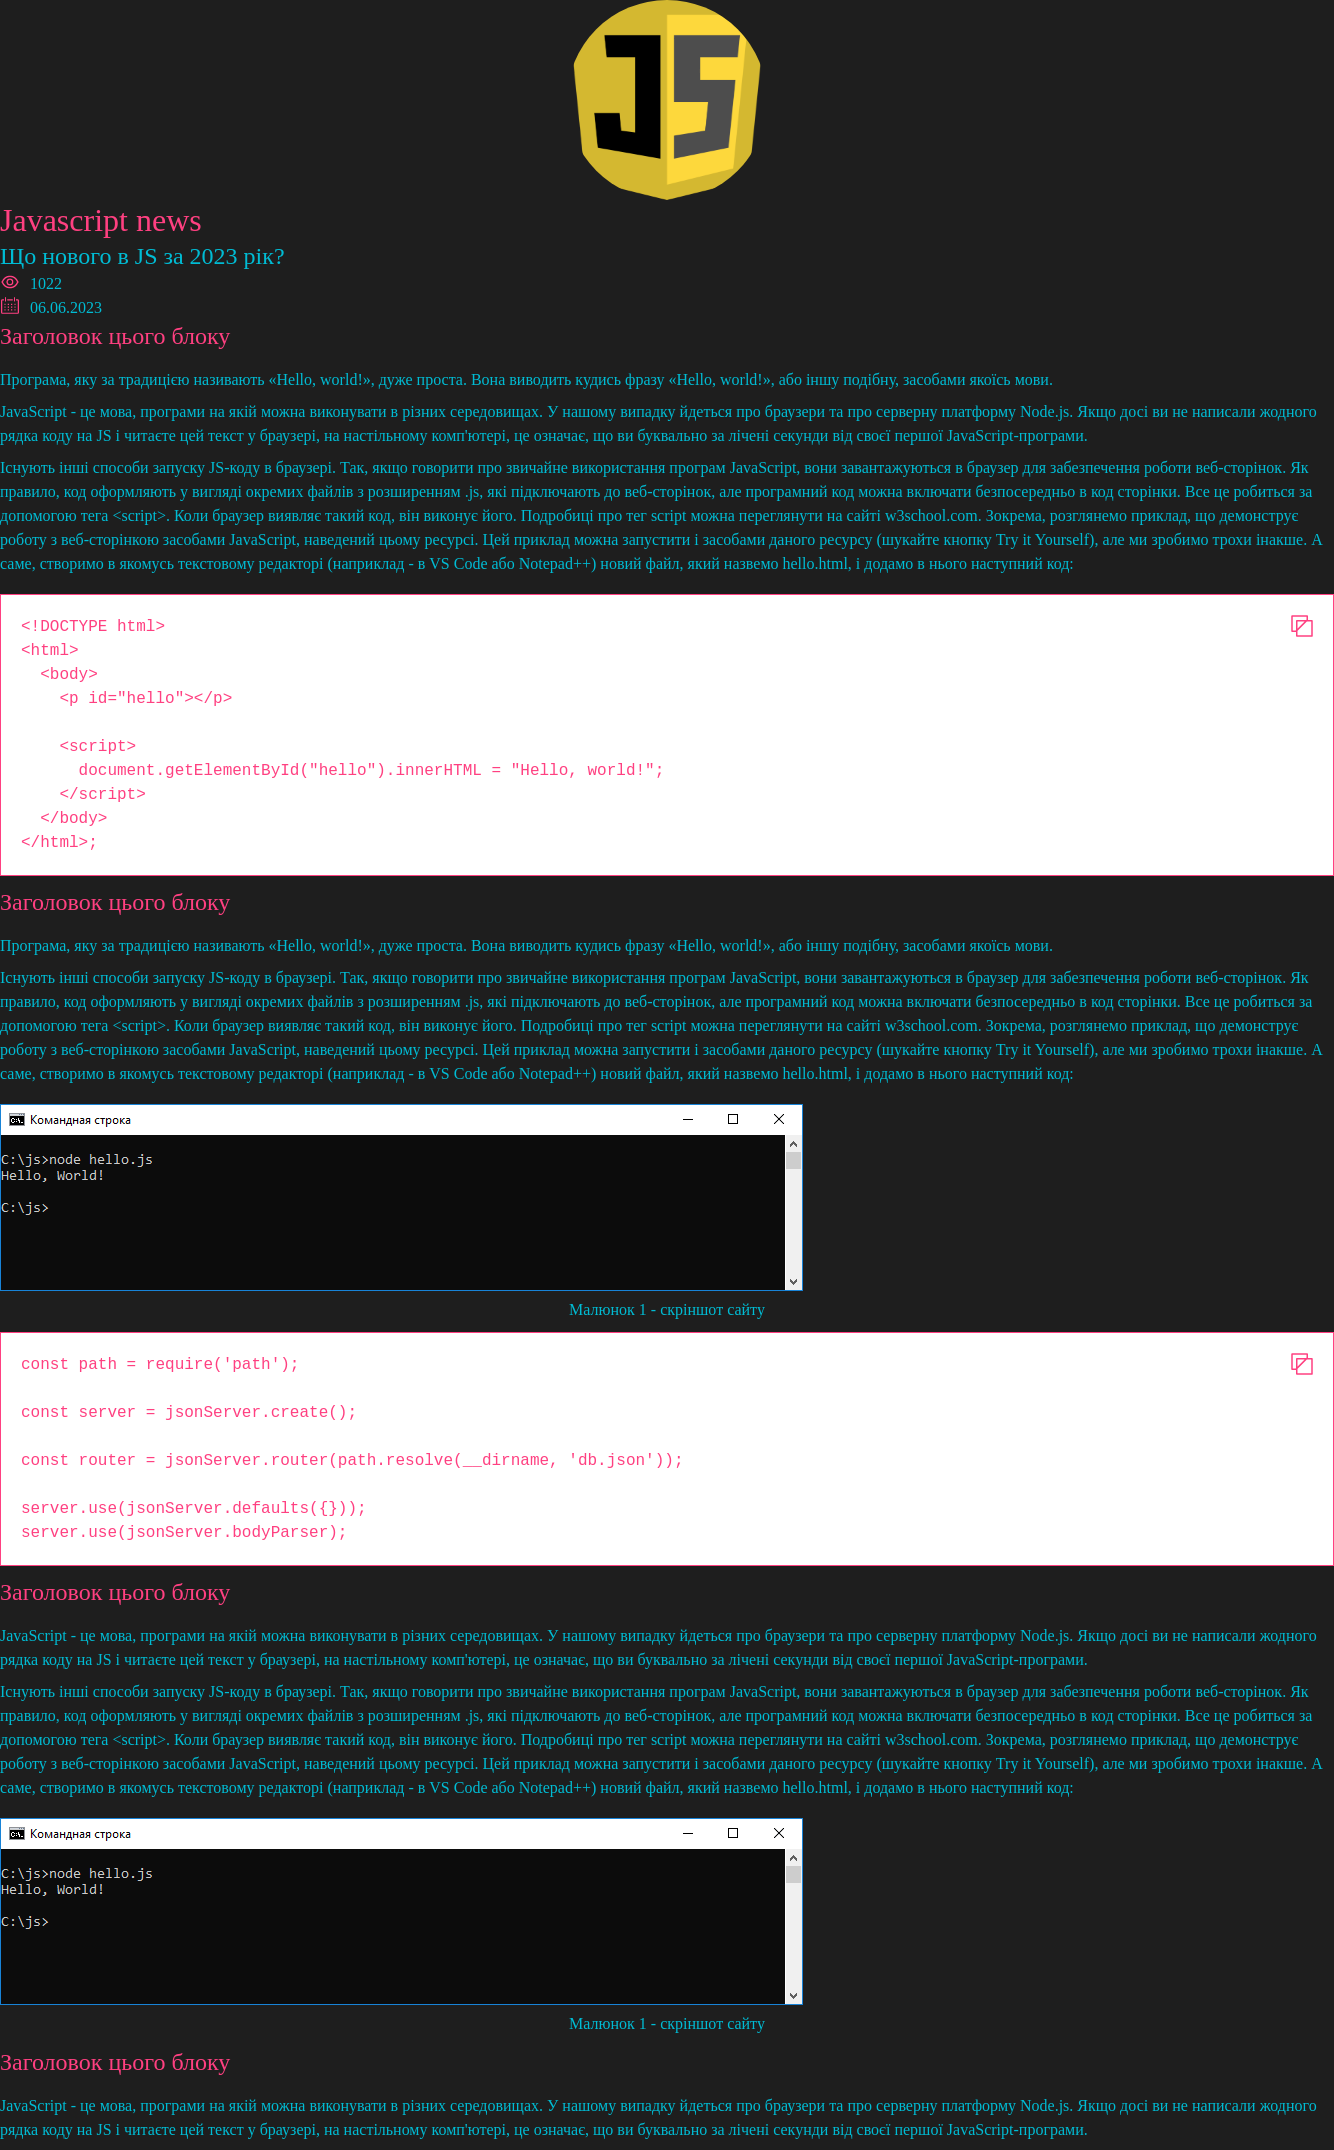 JS
Javascript news
Що нового в JS за 2023 рік?
1022
06.06.2023
Заголовок цього блоку
Програма, яку за традицією називають «Hello, world!», дуже проста. Вона виводить кудись фразу «Hello, world!», або іншу подібну, засобами якоїсь мови.
JavaScript - це мова, програми на якій можна виконувати в різних середовищах. У нашому випадку йдеться про браузери та про серверну платформу Node.js. Якщо досі ви не написали жодного
рядка коду на JS і читаєте цей текст у браузері, на настільному комп'ютері, це означає, що ви буквально за лічені секунди від своєї першої JavaScript-програми.
Існують інші способи запуску JS-коду в браузері. Так, якщо говорити про звичайне використання програм JavaScript, вони завантажуються в браузер для забезпечення роботи веб-сторінок. Як
правило, код оформляють у вигляді окремих файлів з розширенням .js, які підключають до веб-сторінок, але програмний код можна включати безпосередньо в код сторінки. Все це робиться за
допомогою тега <script>. Коли браузер виявляє такий код, він виконує його. Подробиці про тег script можна переглянути на сайті w3school.com. Зокрема, розглянемо приклад, що демонструє
роботу з веб-сторінкою засобами JavaScript, наведений цьому ресурсі. Цей приклад можна запустити і засобами даного ресурсу (шукайте кнопку Try it Yourself), але ми зробимо трохи інакше. А
саме, створимо в якомусь текстовому редакторі (наприклад - в VS Code або Notepad++) новий файл, який назвемо hello.html, і додамо в нього наступний код:
<!DOCTYPE html>
<html>
  <body>
    <p id="hello"></p>
    <script>
      document.getElementById("hello").innerHTML = "Hello, world!";
    </script>
  </body>
</html>;
Заголовок цього блоку
Програма, яку за традицією називають «Hello, world!», дуже проста. Вона виводить кудись фразу «Hello, world!», або іншу подібну, засобами якоїсь мови.
Існують інші способи запуску JS-коду в браузері. Так, якщо говорити про звичайне використання програм JavaScript, вони завантажуються в браузер для забезпечення роботи веб-сторінок. Як
правило, код оформляють у вигляді окремих файлів з розширенням .js, які підключають до веб-сторінок, але програмний код можна включати безпосередньо в код сторінки. Все це робиться за
допомогою тега <script>. Коли браузер виявляє такий код, він виконує його. Подробиці про тег script можна переглянути на сайті w3school.com. Зокрема, розглянемо приклад, що демонструє
роботу з веб-сторінкою засобами JavaScript, наведений цьому ресурсі. Цей приклад можна запустити і засобами даного ресурсу (шукайте кнопку Try it Yourself), але ми зробимо трохи інакше. А
саме, створимо в якомусь текстовому редакторі (наприклад - в VS Code або Notepad++) новий файл, який назвемо hello.html, і додамо в нього наступний код:
Командная строка
C:\js>node hello.js
Hello, World!
C:\js>
Малюнок 1 - скріншот сайту
const path = require('path');
const server = jsonServer.create();
const router = jsonServer.router(path.resolve(__dirname, 'db.json'));
server.use(jsonServer.defaults({}));
server.use(jsonServer.bodyParser);
Заголовок цього блоку
JavaScript - це мова, програми на якій можна виконувати в різних середовищах. У нашому випадку йдеться про браузери та про серверну платформу Node.js. Якщо досі ви не написали жодного
рядка коду на JS і читаєте цей текст у браузері, на настільному комп'ютері, це означає, що ви буквально за лічені секунди від своєї першої JavaScript-програми.
Існують інші способи запуску JS-коду в браузері. Так, якщо говорити про звичайне використання програм JavaScript, вони завантажуються в браузер для забезпечення роботи веб-сторінок. Як
правило, код оформляють у вигляді окремих файлів з розширенням .js, які підключають до веб-сторінок, але програмний код можна включати безпосередньо в код сторінки. Все це робиться за
допомогою тега <script>. Коли браузер виявляє такий код, він виконує його. Подробиці про тег script можна переглянути на сайті w3school.com. Зокрема, розглянемо приклад, що демонструє
роботу з веб-сторінкою засобами JavaScript, наведений цьому ресурсі. Цей приклад можна запустити і засобами даного ресурсу (шукайте кнопку Try it Yourself), але ми зробимо трохи інакше. А
саме, створимо в якомусь текстовому редакторі (наприклад - в VS Code або Notepad++) новий файл, який назвемо hello.html, і додамо в нього наступний код:
Командная строка
C:\js>node hello.js
Hello, World!
C:\js>
Малюнок 1 - скріншот сайту
Заголовок цього блоку
JavaScript - це мова, програми на якій можна виконувати в різних середовищах. У нашому випадку йдеться про браузери та про серверну платформу Node.js. Якщо досі ви не написали жодного
рядка коду на JS і читаєте цей текст у браузері, на настільному комп'ютері, це означає, що ви буквально за лічені секунди від своєї першої JavaScript-програми.